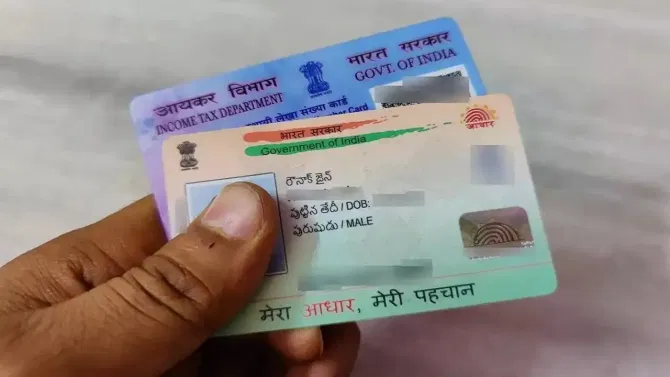 आयकर विभाग
INCOME TAX DEPARTMENT
भारत सरकार
GOVT. OF INDIA
लेखा संख्या कार्ड
Card
भारत सरकार
Government of India
आधार
రౌనాక్ జైన్
పుట్టిన తేదీ / DOB:
పురుషుడు / MALE
मेरा आधार, मेरी पहचान